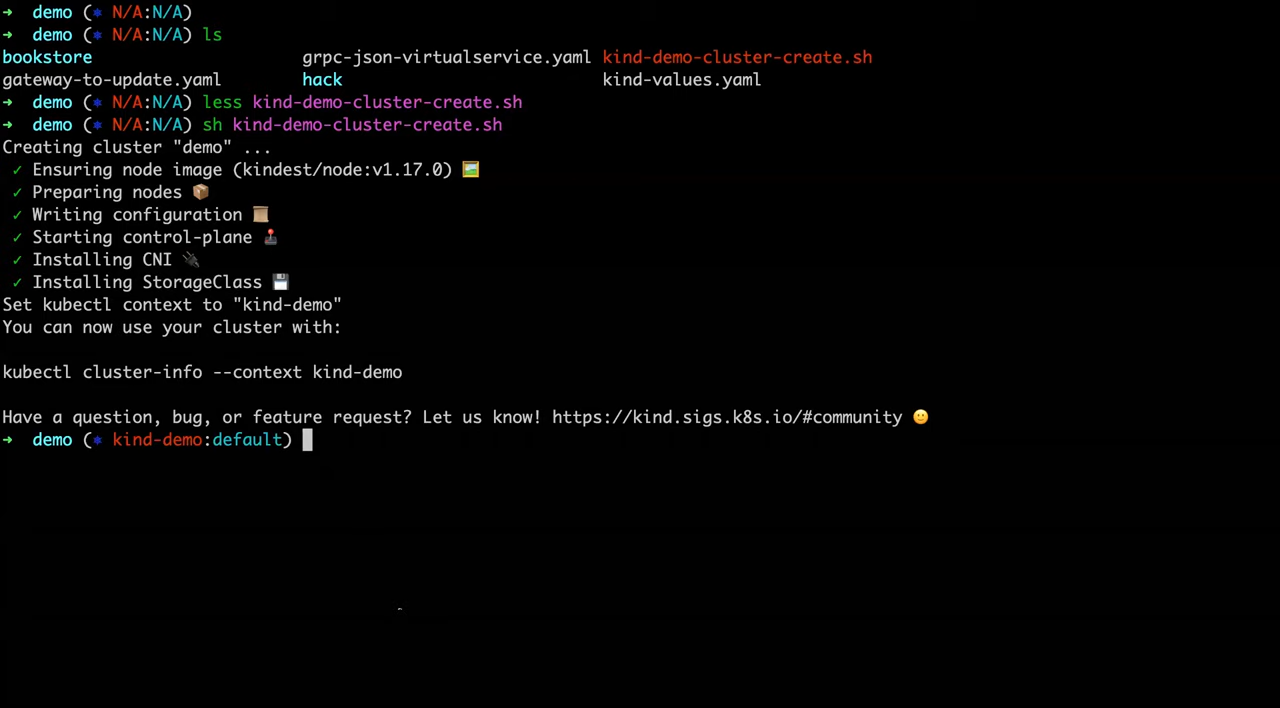 ➜  demo (⎈ N/A:N/A)
➜  demo (⎈ N/A:N/A) ls
bookstore                     grpc-json-virtualservice.yaml kind-demo-cluster-create.sh
gateway-to-update.yaml        hack                          kind-values.yaml
➜  demo (⎈ N/A:N/A) less kind-demo-cluster-create.sh
➜  demo (⎈ N/A:N/A) sh kind-demo-cluster-create.sh
Creating cluster "demo" ...
 ✓ Ensuring node image (kindest/node:v1.17.0) 🖼
 ✓ Preparing nodes 📦
 ✓ Writing configuration 📜
 ✓ Starting control-plane 🕹
 ✓ Installing CNI 🔌
 ✓ Installing StorageClass 💾
Set kubectl context to "kind-demo"
You can now use your cluster with:
kubectl cluster-info --context kind-demo
Have a question, bug, or feature request? Let us know! https://kind.sigs.k8s.io/#community 🙂
➜  demo (⎈ kind-demo:default)